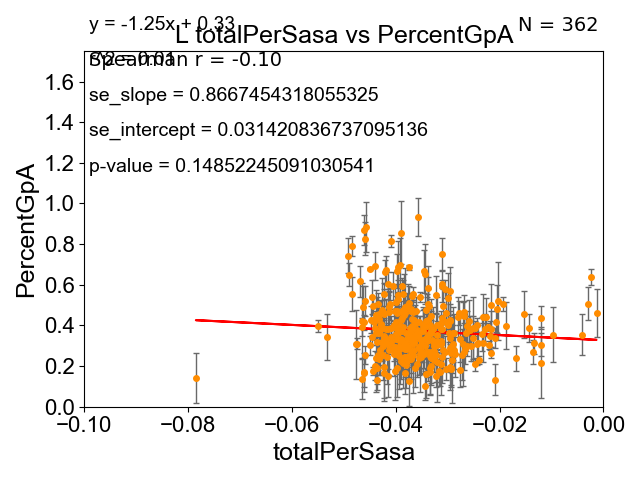 y = -1.25x + 0.33
N = 362
L totalPerSasa vs PercentGpA
Spearman r = -0.10
se_slope = 0.8667454318055325
se_intercept = 0.031420836737095136
p-value = 0.14852245091030541
1.6
1.4
1.2
1.0
0.8
0.6
0.4
0.2
0.0
PercentGpA
−0.10
−0.08
−0.06
−0.04
−0.02
0.00
totalPerSasa